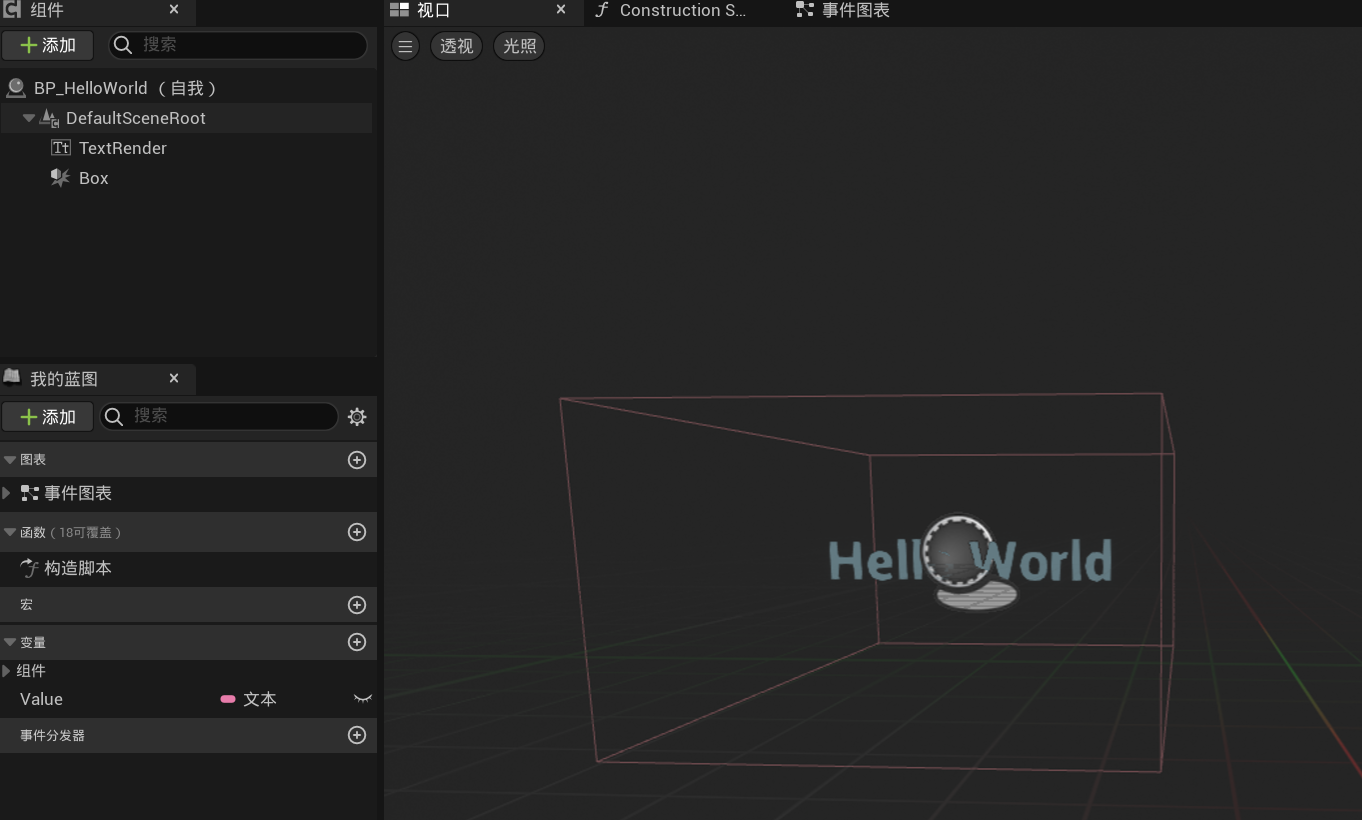 组件
添加
搜索
BP_HelloWorld （自我）
DefaultSceneRoot
TextRender
Box
我的蓝图
添加
搜索
图表
事件图表
函数（18可覆盖）
构造脚本
宏
变量
组件
Value 文本
事件分发器
视口 Construction S... 事件图表
透视 光照
Hello World